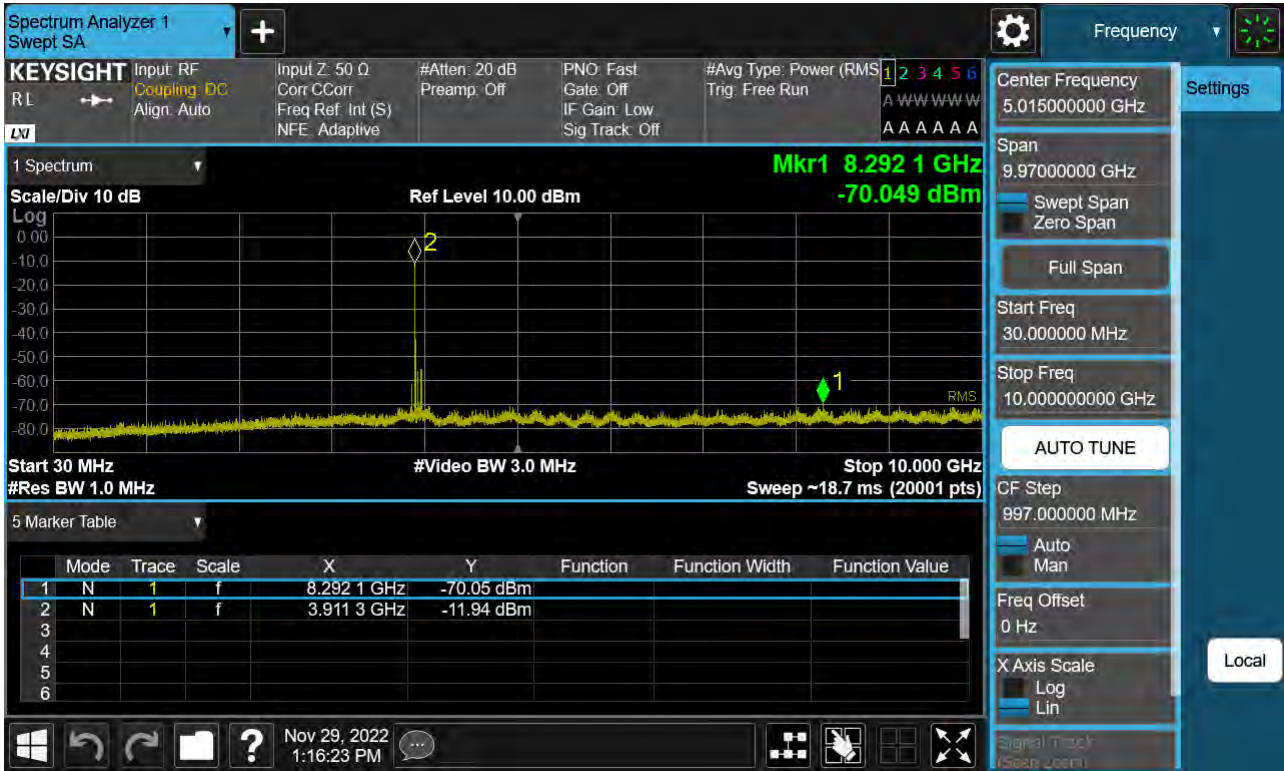 Spectrum Analyzer 1
Swept SA
Frequency
KEYSIGHT
RL
LXI
Input: RF
Coupling: DC
Align: Auto
Input Z: 50 Ω
Corr CCorr
Freq Ref: Int (S)
NFE: Adaptive
#Atten: 20 dB
Preamp: Off
PNO: Fast
Gate: Off
IF Gain: Low
Sig Track: Off
#Avg Type: Power (RMS
Trig: Free Run
1 2 3 4 5 6
A W W W W W
A A A A A A
1 Spectrum
Scale/Div 10 dB
Ref Level 10.00 dBm
Mkr1 8.292 1 GHz
-70.049 dBm
Log
0.00
-10.0
-20.0
-30.0
-40.0
-50.0
-60.0
-70.0
-80.0
2
1
RMS
Start 30 MHz
#Video BW 3.0 MHz
Stop 10.000 GHz
#Res BW 1.0 MHz
Sweep ~18.7 ms (20001 pts)
5 Marker Table
Mode Trace Scale X Y Function Function Width Function Value
1 N 1 f 8.292 1 GHz -70.05 dBm
2 N 1 f 3.911 3 GHz -11.94 dBm
3
4
5
6
?
Nov 29, 2022
1:16:23 PM
Center Frequency
5.015000000 GHz
Settings
Span
9.97000000 GHz
Swept Span
Zero Span
Full Span
Start Freq
30.000000 MHz
Stop Freq
10.000000000 GHz
AUTO TUNE
CF Step
997.000000 MHz
Auto
Man
Freq Offset
0 Hz
X Axis Scale
Log
Lin
Local
Signal Track
(Span Zoom)